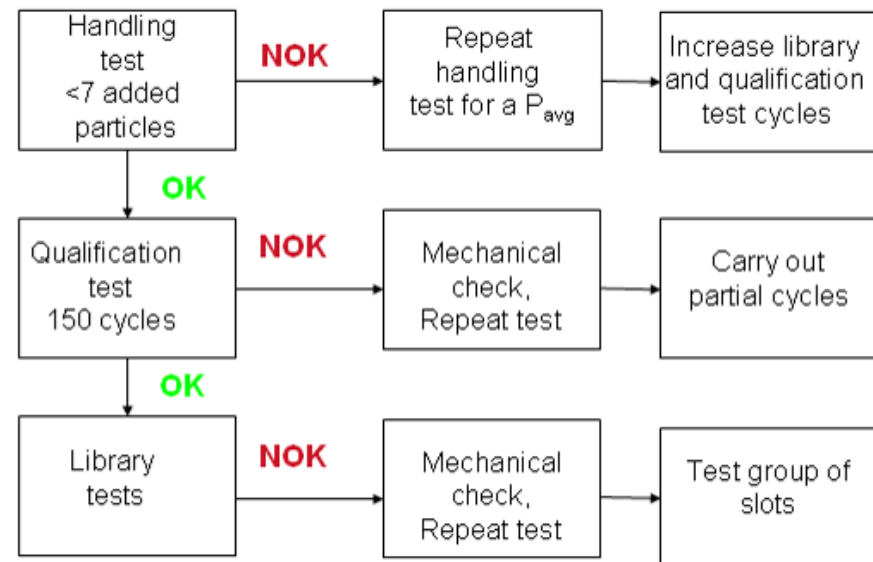 Handling
test
<7 added
particles
NOK
Repeat
handling
test for a Pavg
Increase library
and qualification
test cycles
OK
Qualification
test
150 cycles
NOK
Mechanical
check,
Repeat test
Carry out
partial cycles
OK
Library
tests
NOK
Mechanical
check,
Repeat test
Test group of
slots